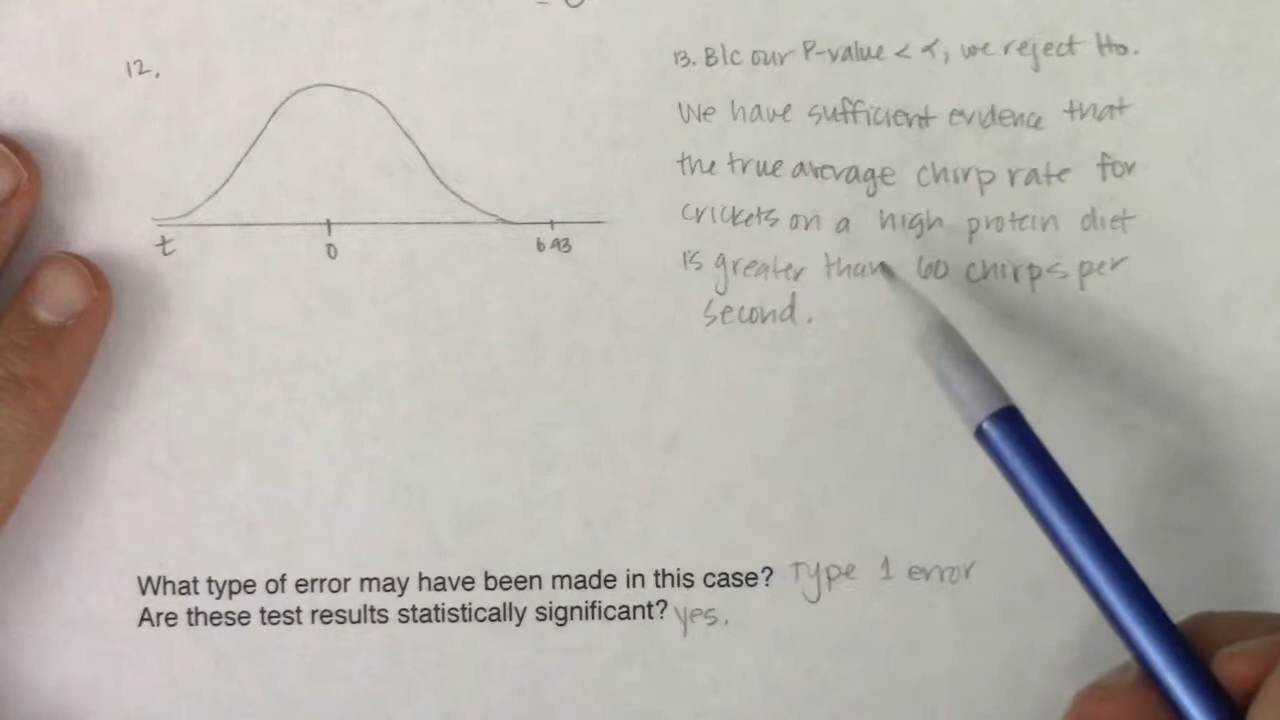 12.
t
0
6.93
13. B/c our P-value < α, we reject Ho.
We have sufficient evidence that
the true average chirp rate for
crickets on a high protein diet
is greater than 60 chirps per
second.
What type of error may have been made in this case? Type 1 error
Are these test results statistically significant? yes.